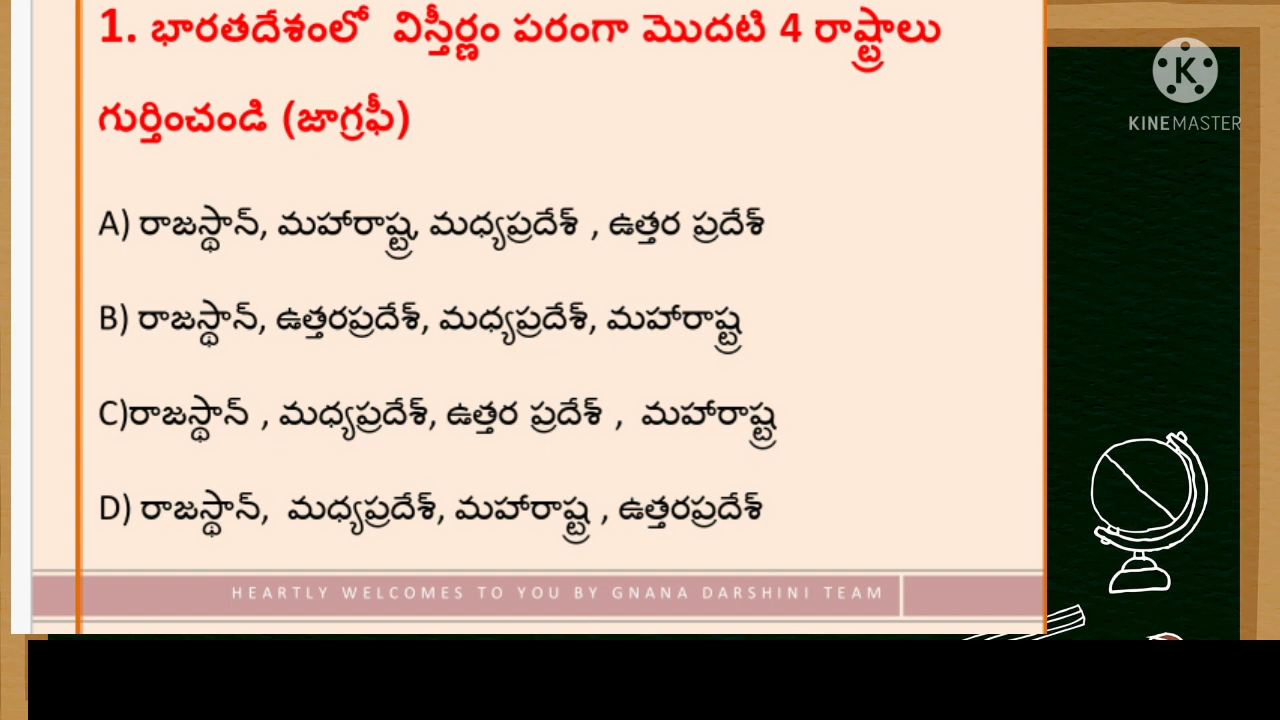 1. భారతదేశంలో విస్తీర్ణం పరంగా మొదటి 4 రాష్ట్రాలు
గుర్తించండి (జాగ్రఫీ)
A) రాజస్థాన్, మహారాష్ట్ర, మధ్యప్రదేశ్ , ఉత్తర ప్రదేశ్
B) రాజస్థాన్, ఉత్తరప్రదేశ్, మధ్యప్రదేశ్, మహారాష్ట్ర
C)రాజస్థాన్ , మధ్యప్రదేశ్, ఉత్తర ప్రదేశ్ , మహారాష్ట్ర
D) రాజస్థాన్, మధ్యప్రదేశ్, మహారాష్ట్ర , ఉత్తరప్రదేశ్
HEARTLY WELCOMES TO YOU BY GNANA DARSHINI TEAM
K
KINEMASTER